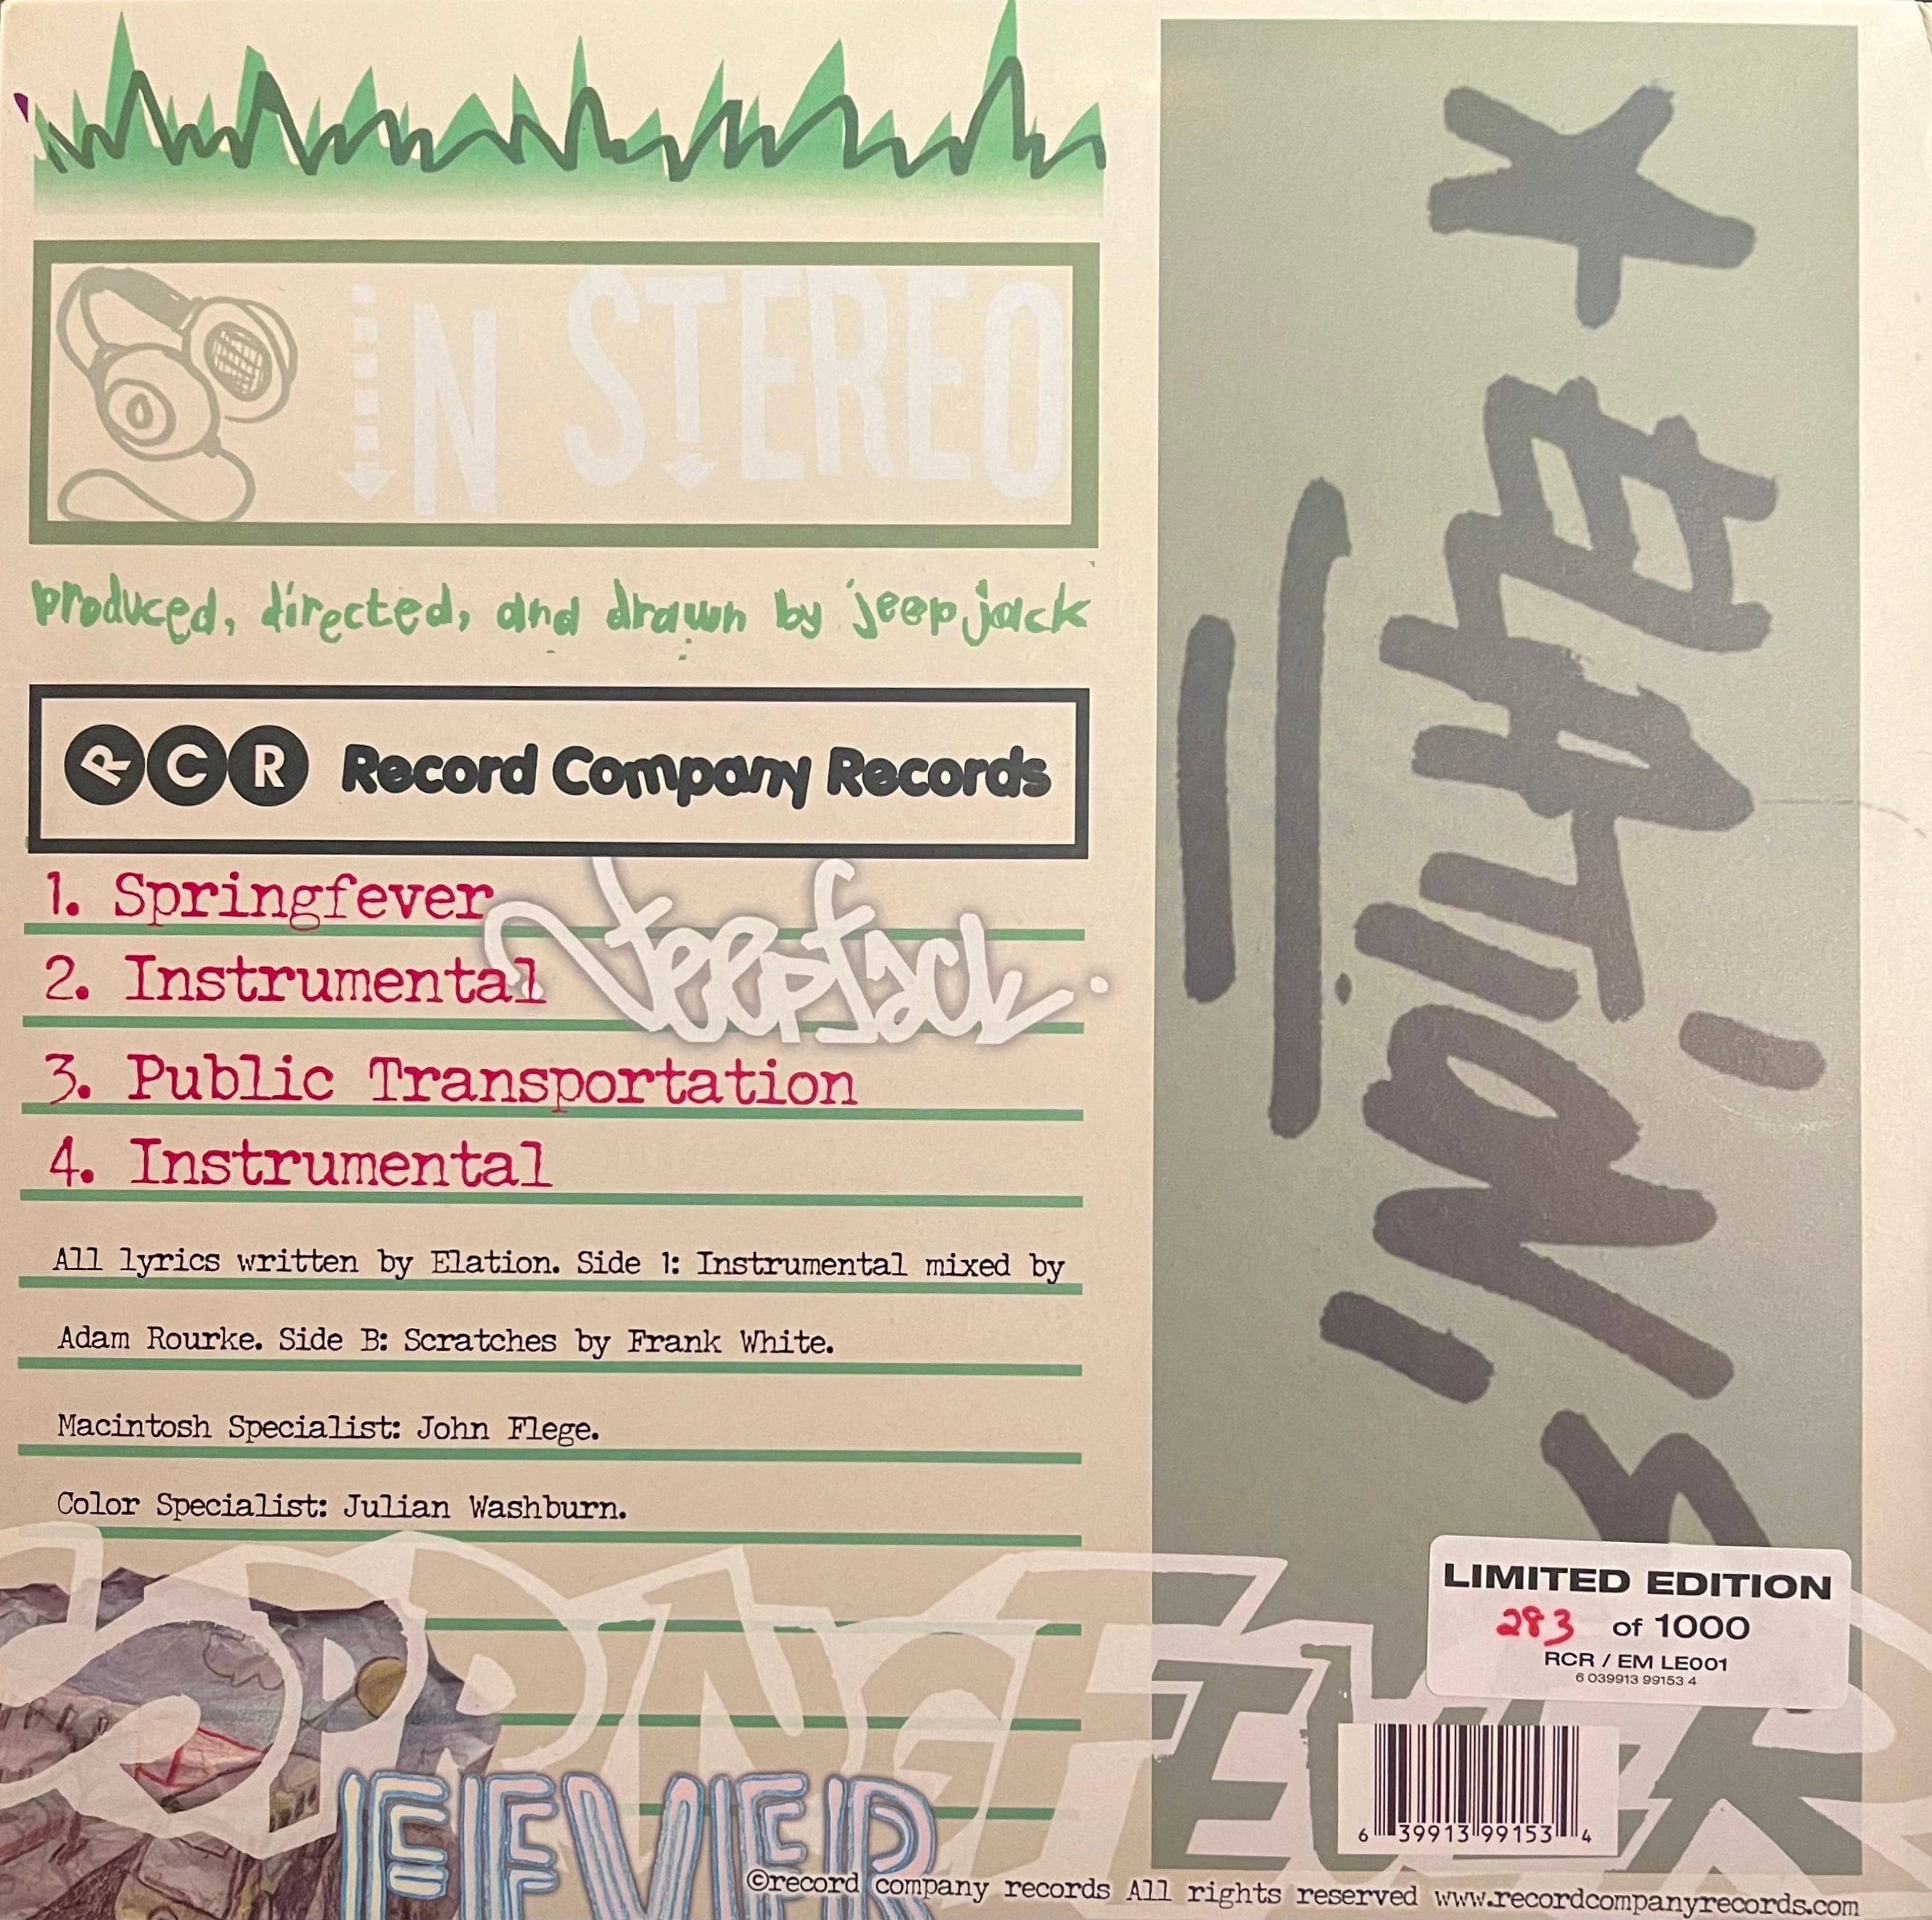 iN STEREO
produced, directed, and drawn by jeepjack
RCR Record Company Records
1. Springfever
2. Instrumental
jeepjack
3. Public Transportation
4. Instrumental
All lyrics written by Elation. Side 1: Instrumental mixed by
Adam Rourke. Side B: Scratches by Frank White.
Macintosh Specialist: John Flege.
Color Specialist: Julian Washburn.
SPRINGFEVER
FEVER
LIMITED EDITION
283 of 1000
RCR / EM LE001
6 039913 99153 4
6 39913 99153 4
©record company records All rights reserved www.recordcompanyrecords.com